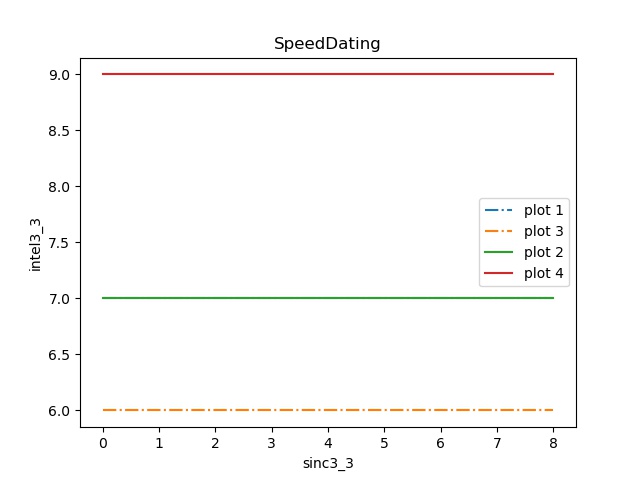 SpeedDating
9.0
8.5
8.0
7.5
7.0
6.5
6.0
intel3_3
plot 1
plot 3
plot 2
plot 4
0 1 2 3 4 5 6 7 8
sinc3_3